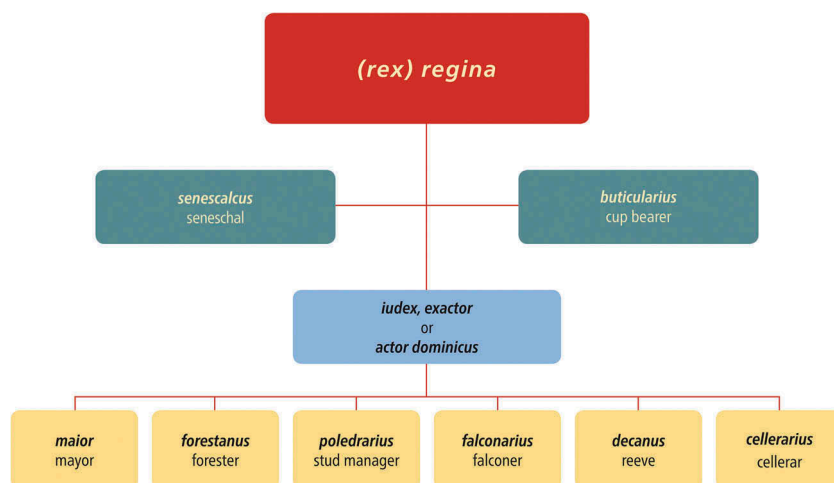 (rex) regina
senescalcus
seneschal
buticularius
cup bearer
iudex, exactor
or
actor dominicus
maior
mayor
forestanus
forester
poledrarius
stud manager
falconarius
falconer
decanus
reeve
cellerarius
cellerar